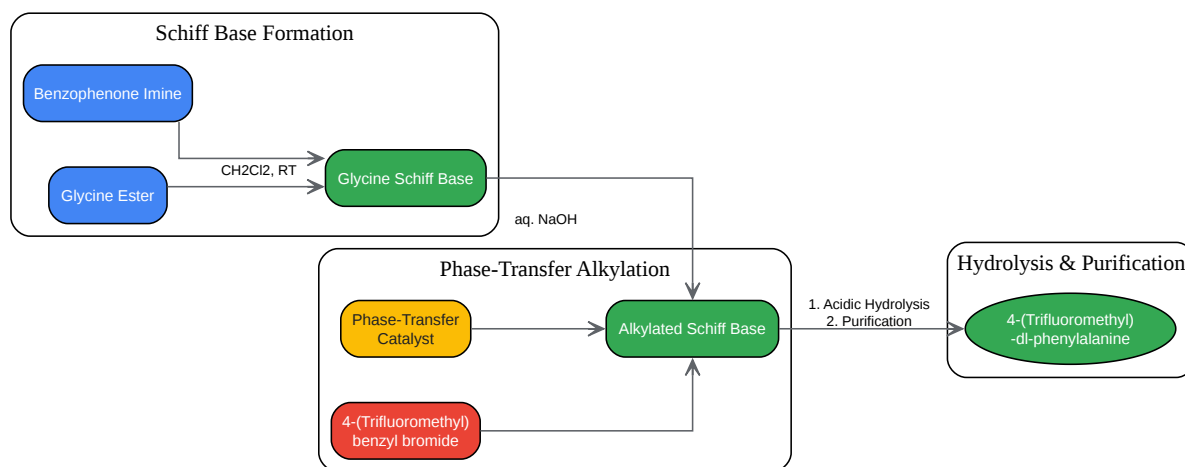 Schiff Base Formation
Benzophenone Imine
CH2Cl2, RT
Glycine Schiff Base
Glycine Ester
aq. NaOH
Phase-Transfer Alkylation
Phase-Transfer
Catalyst
Alkylated Schiff Base
4-(Trifluoromethyl)
benzyl bromide
1. Acidic Hydrolysis
2. Purification
Hydrolysis & Purification
4-(Trifluoromethyl)
-dl-phenylalanine